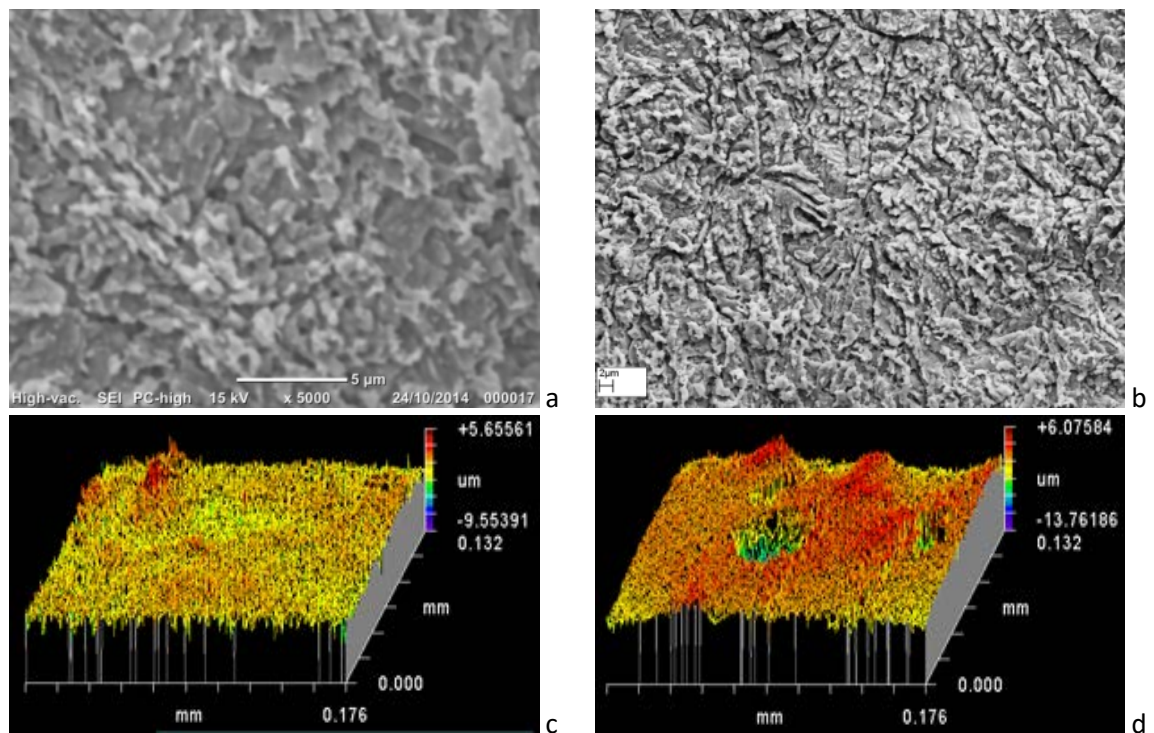 5 µm
High-vac. SEI PC-high 15 kV x 5000 24/10/2014 000017
a
2µm
b
+5.65561
um
-9.55391
0.132
mm
0.000
mm 0.176
c
+6.07584
um
-13.76186
0.132
mm
0.000
mm 0.176
d